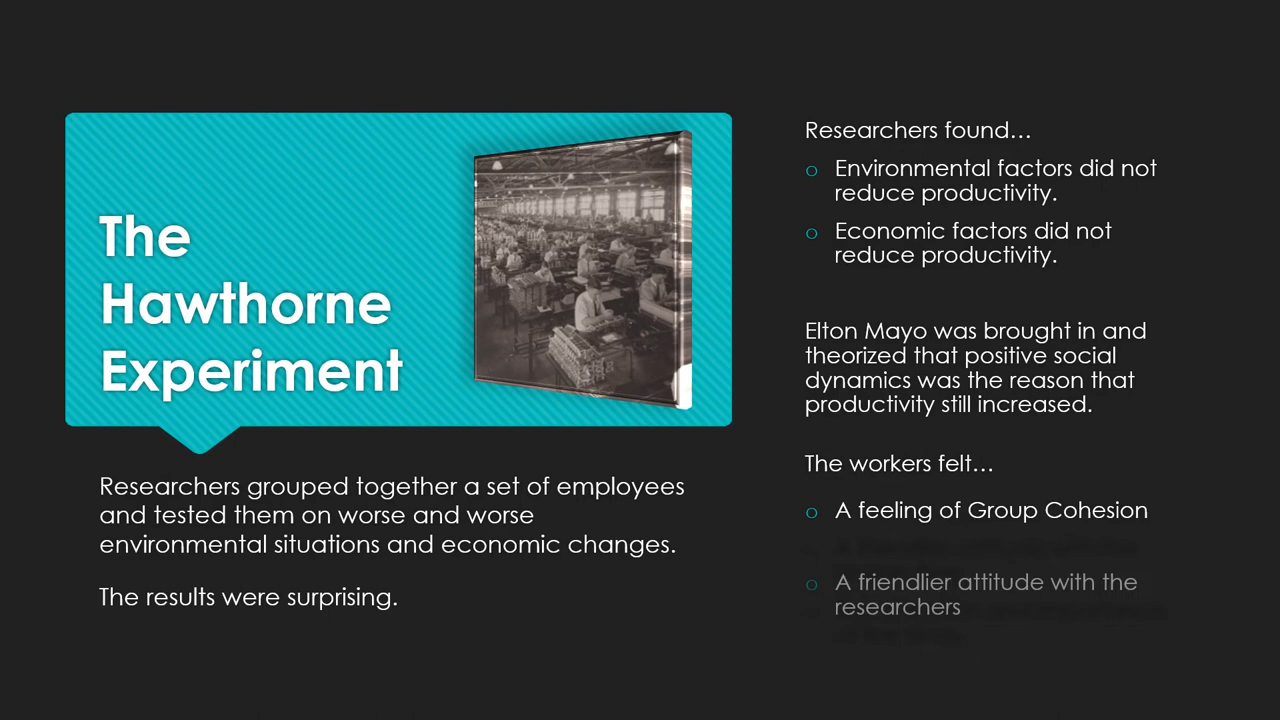 The
Hawthorne
Experiment
Researchers grouped together a set of employees
and tested them on worse and worse
environmental situations and economic changes.
The results were surprising.
Researchers found…
Environmental factors did not
reduce productivity.
Economic factors did not
reduce productivity.
Elton Mayo was brought in and
theorized that positive social
dynamics was the reason that
productivity still increased.
The workers felt…
A feeling of Group Cohesion
A friendlier attitude with the
researchers